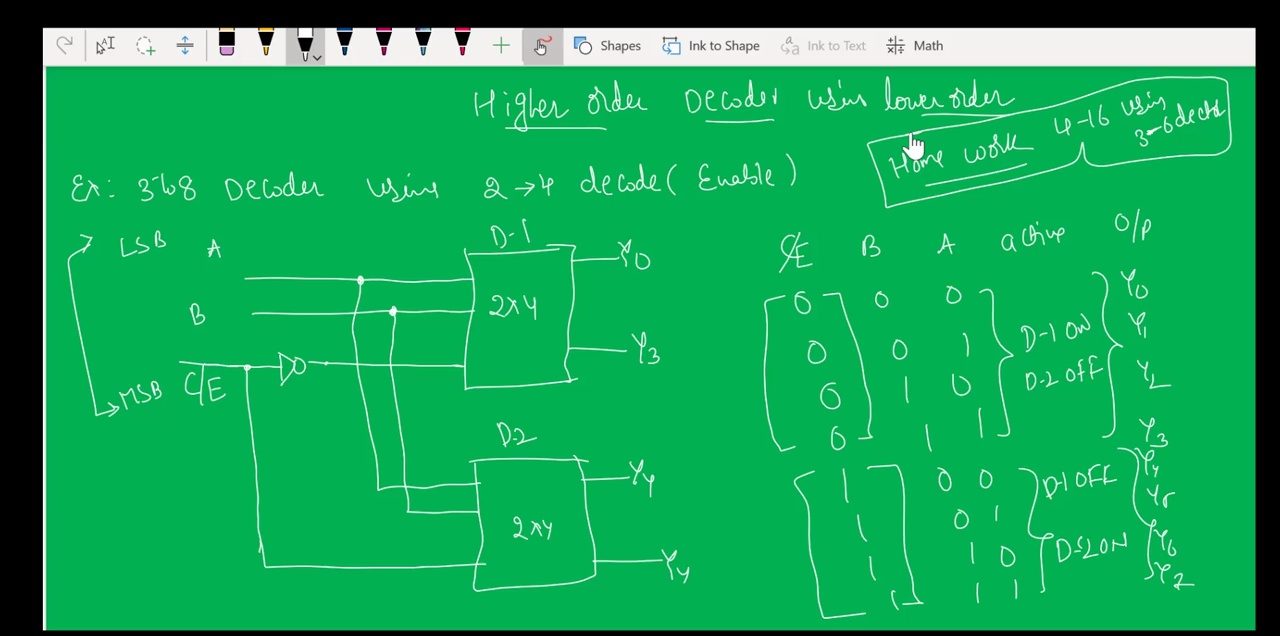 Shapes Ink to Shape Ink to Text Math
Higher order Decoder using lower order
Home work 4-16 using
3-6 decoder
Ex: 3to8 Decoder using 2→4 decode (Enable)
LSB A
B
MSB C/E
D-1
2x4
Y0
Y3
D-2
2x4
Y4
Y4
C/E B A active O/P
0 0 0 Y0
0 0 1 D-1 ON Y1
0 1 0 D-2 OFF Y2
0 1 1 Y3
1 0 0 D-1 OFF Y4
1 0 1 Y5
1 1 0 D-2 ON Y6
1 1 1 Y7